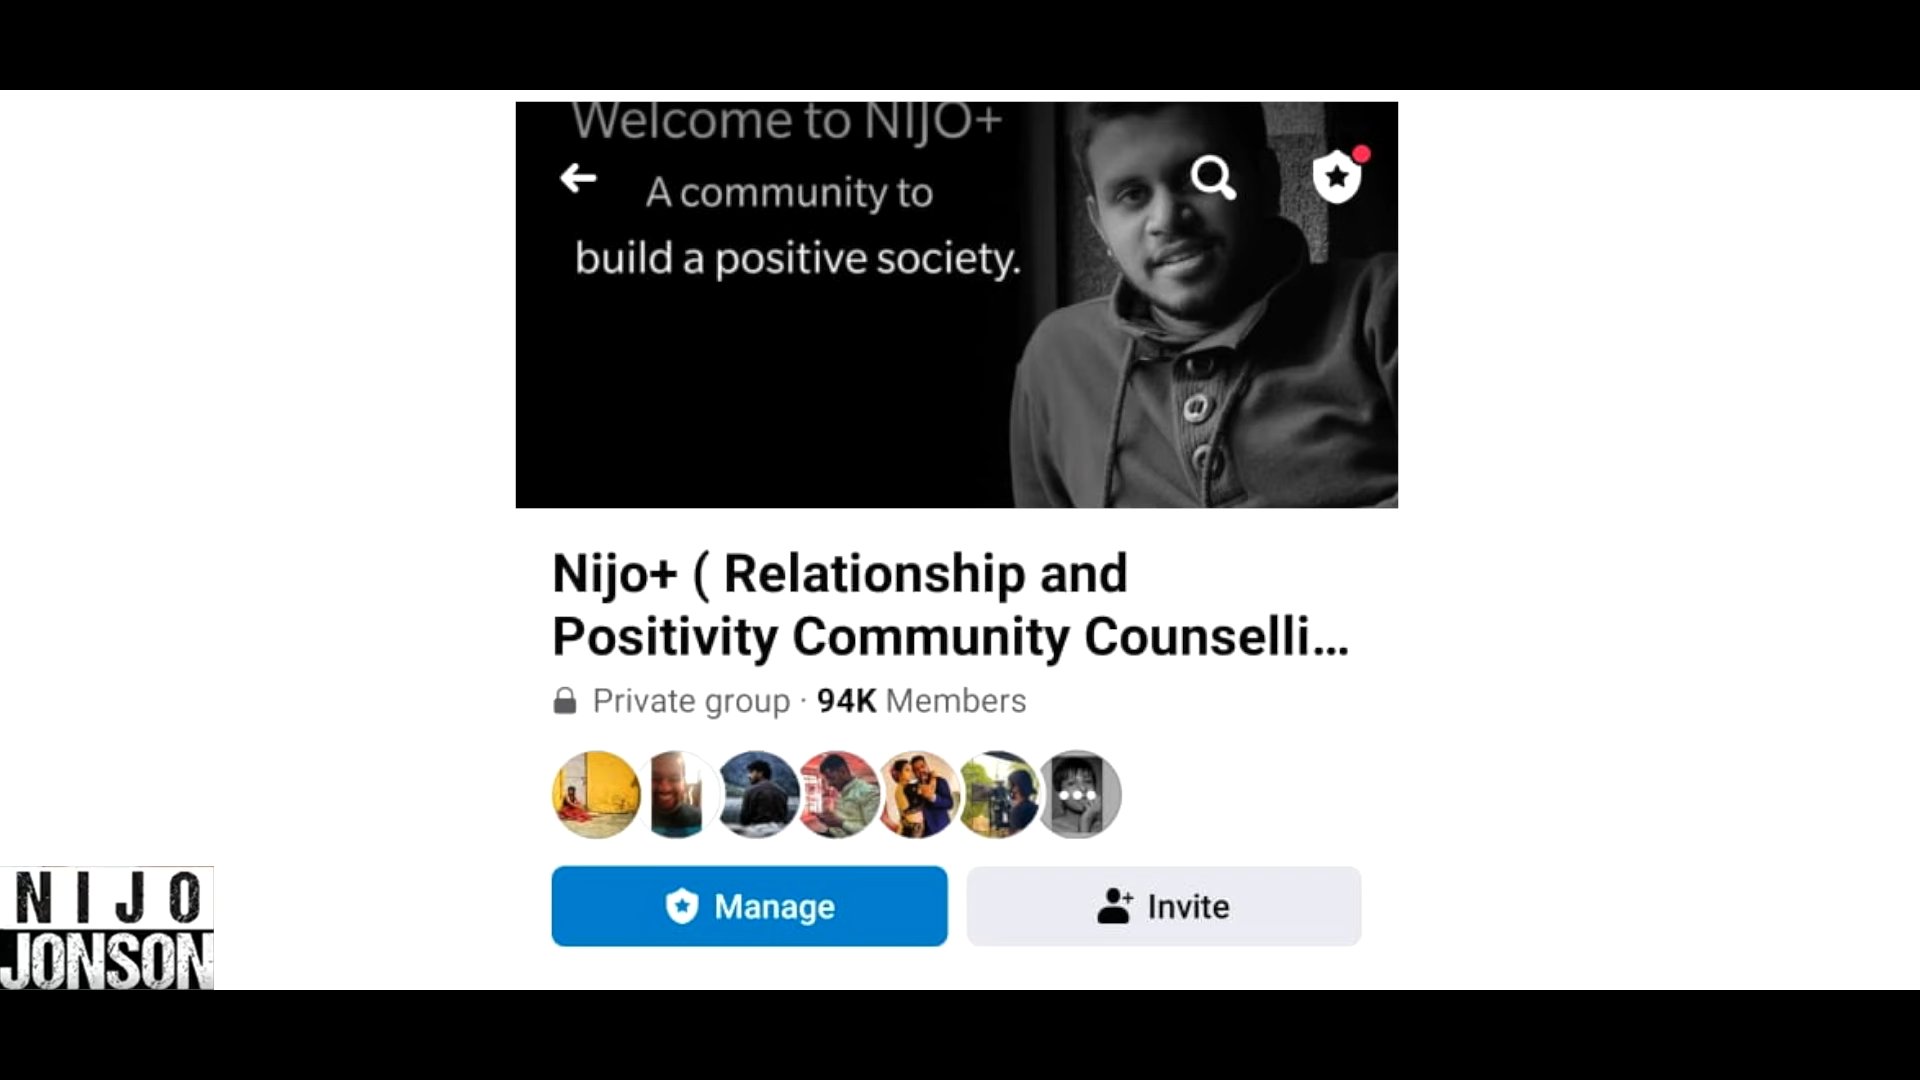 Welcome to NIJO+
A community to
build a positive society.
Nijo+ ( Relationship and
Positivity Community Counselli...
Private group · 94K Members
Manage
Invite
NIJO
JONSON